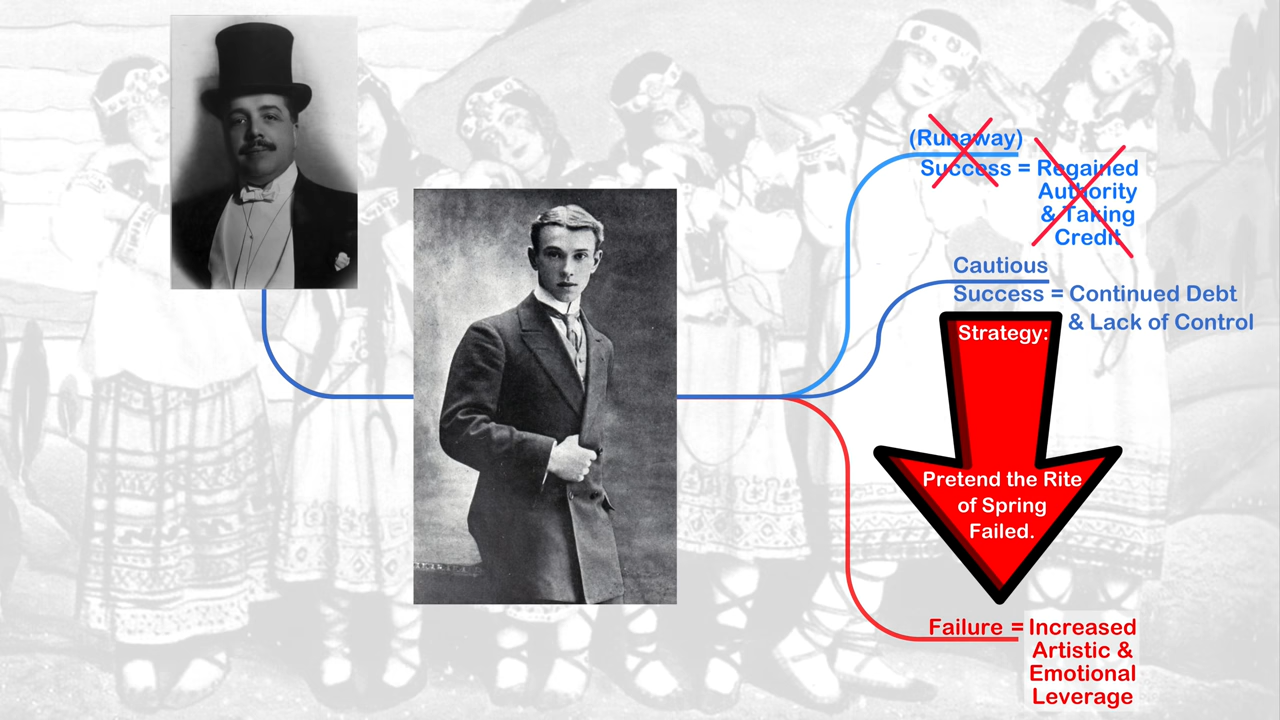 (Runaway)
Success = Regained
Authority
& Taking
Credit
Cautious
Success = Continued Debt
& Lack of Control
Strategy:
Pretend the Rite
of Spring
Failed.
Failure = Increased
Artistic &
Emotional
Leverage